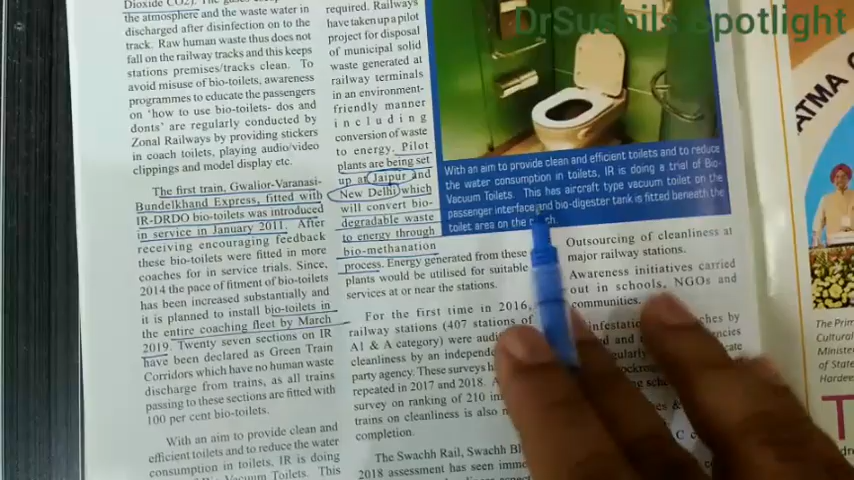 DrSushils Spotlight
Dioxide CO2). The
the atmosphere and the waste water in
discharged after disinfection on to the
track. Raw human waste thus does not
fall on the railway tracks and this keeps
stations premises/tracks clean. To
avoid misuse of bio-toilets, awareness
programmes to educate the passengers
on 'how to use bio-toilets- dos and
donts' are regularly conducted by
Zonal Railways by providing stickers
in coach toilets, playing audio/video
clippings and model display etc.
The first train, Gwalior-Varanasi-
Bundelkhand Express, fitted with
IR-DRDO bio-toilets was introduced
in service in January 2011. After
receiving encouraging feedback
these bio-toilets were fitted in more
coaches for in service trials. Since,
2014 the pace of fitment of bio-toilets
has been increased substantially and
it is planned to install bio-toilets in
the entire coaching fleet by March
2019. Twenty seven sections on IR
have been declared as Green Train
Corridors which have no human waste
discharge from trains, as all trains
passing to these sections are fitted with
100 per cent bio-toilets.
With an aim to provide clean and
efficient toilets and to reduce the water
consumption in toilets, IR is doing
a trial of Bio-Vacuum Toilets. This
required. Railways
have taken up a pilot
project for disposal
of municipal solid
waste generated at
railway terminals
in an environment-
friendly manner
including
conversion of waste
to energy. Pilot
plants are being set
up at Jaipur and
New Delhi which
will convert bio-
degradable waste
to energy through
bio-methanation
process. Energy generated from these
plants would be utilised for suitable
services at or near the stations.
For the first time in 2016,
railway stations (407 stations of
A1 & A category)
cleanliness by an
party agency. These surveys
repeated in 2017 and 2018.
survey on ranking of 210
trains on cleanliness is also
completion.
The Swachh Rail, Swachh
2018 assessment has seen
With an aim to provide clean and efficient toilets and to reduce
the water consumption in toilets, IR is doing a trial of Bio-
Vacuum Toilets. This has aircraft type vacuum toilet on the
passenger interface and bio-digester tank is fitted beneath the
toilet area on the
Outsourcing of cleanliness at
major railway stations.
Awareness initiatives carried
out in schools, NGOs and
communities.
ATMA,
The Prin
Cultural
Ministe
Hardee
T